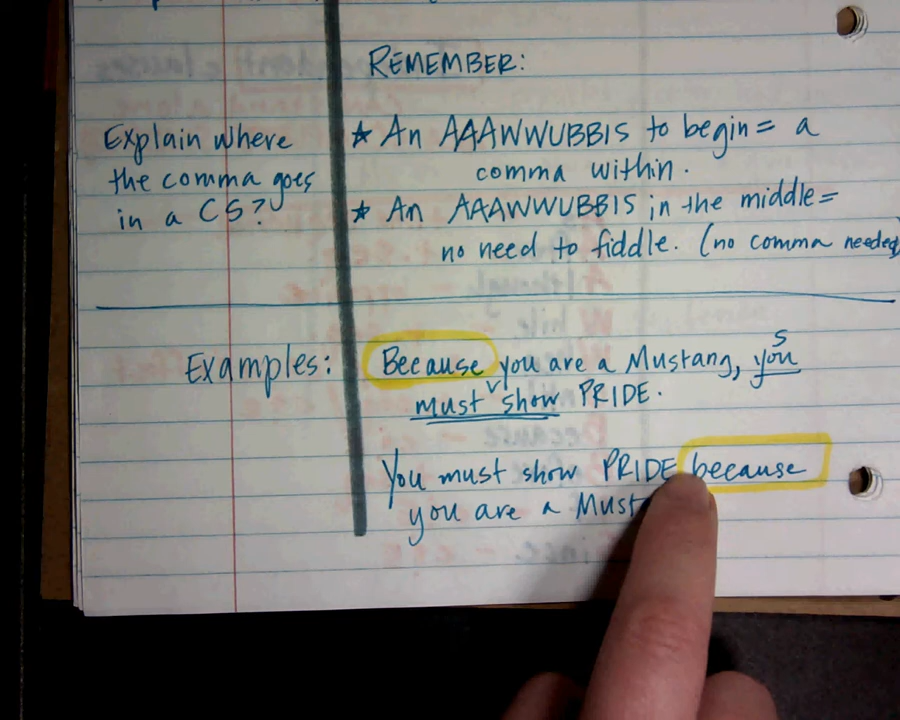 REMEMBER:
Explain where
the comma goes
in a CS?
★ An AAAWWUBBIS to begin = a
comma within.
★ An AAAWWUBBIS in the middle =
no need to fiddle. (no comma needed
Examples:
Because you are a Mustang, you
S
must show PRIDE.
V
You must show PRIDE because
you are a Must